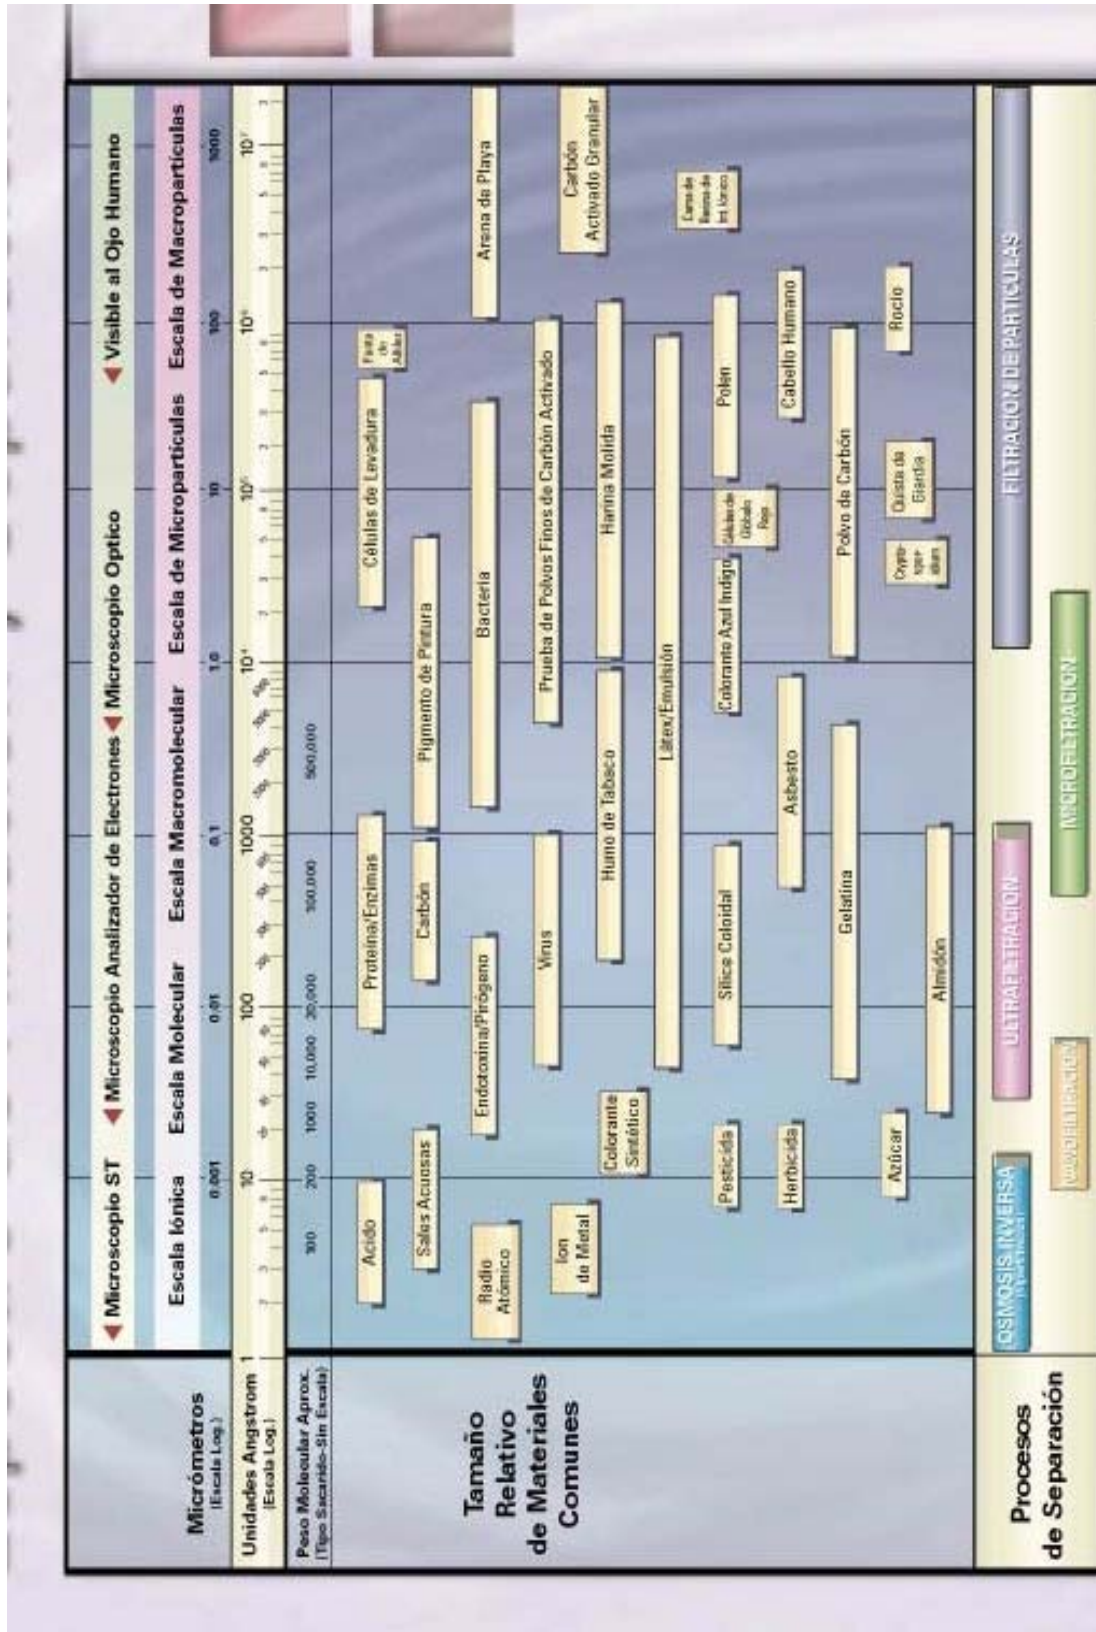 Micrómetros
(Escala Log.)
Unidades Angstrom
(Escala Log.)
Peso Molecular Aprox.
(Tipo Sacarido-Sin Escala)
Tamaño
Relativo
de Materiales
Comunes
Procesos
de Separación
Microscopio ST
Microscopio Analizador de Electrones
Microscopio Optico
Visible al Ojo Humano
Escala Iónica
Escala Molecular
Escala Macromolecular
Escala de Micropartículas
Escala de Macropartículas
0.001
0.01
0.1
1.0
10
100
1000
1
10
100
1000
10⁴
10⁵
10⁶
10⁷
100
200
1000
10,000
20,000
100,000
500,000
Acido
Proteína/Enzimas
Células de Levadura
Sales Acuosas
Carbón
Pigmento de Pintura
Radio
Atómico
Endotoxina/Pirógeno
Bacteria
Arena de Playa
Ion
de Metal
Virus
Prueba de Polvos Finos de Carbón Activado
Carbón
Activado Granular
Colorante
Sintético
Humo de Tabaco
Harina Molida
Látex/Emulsión
Pesticida
Sílice Coloidal
Colorante Azul Indigo
Células de
Glóbulo
Rojo
Polen
Herbicida
Asbesto
Cabello Humano
Gelatina
Polvo de Carbón
Azúcar
Quista de
Giardia
Rocío
Almidón
OSMOSIS INVERSA
ULTRAFILTRACION
FILTRACION DE PARTICULAS
NANOFILTRACION
MICROFILTRACION